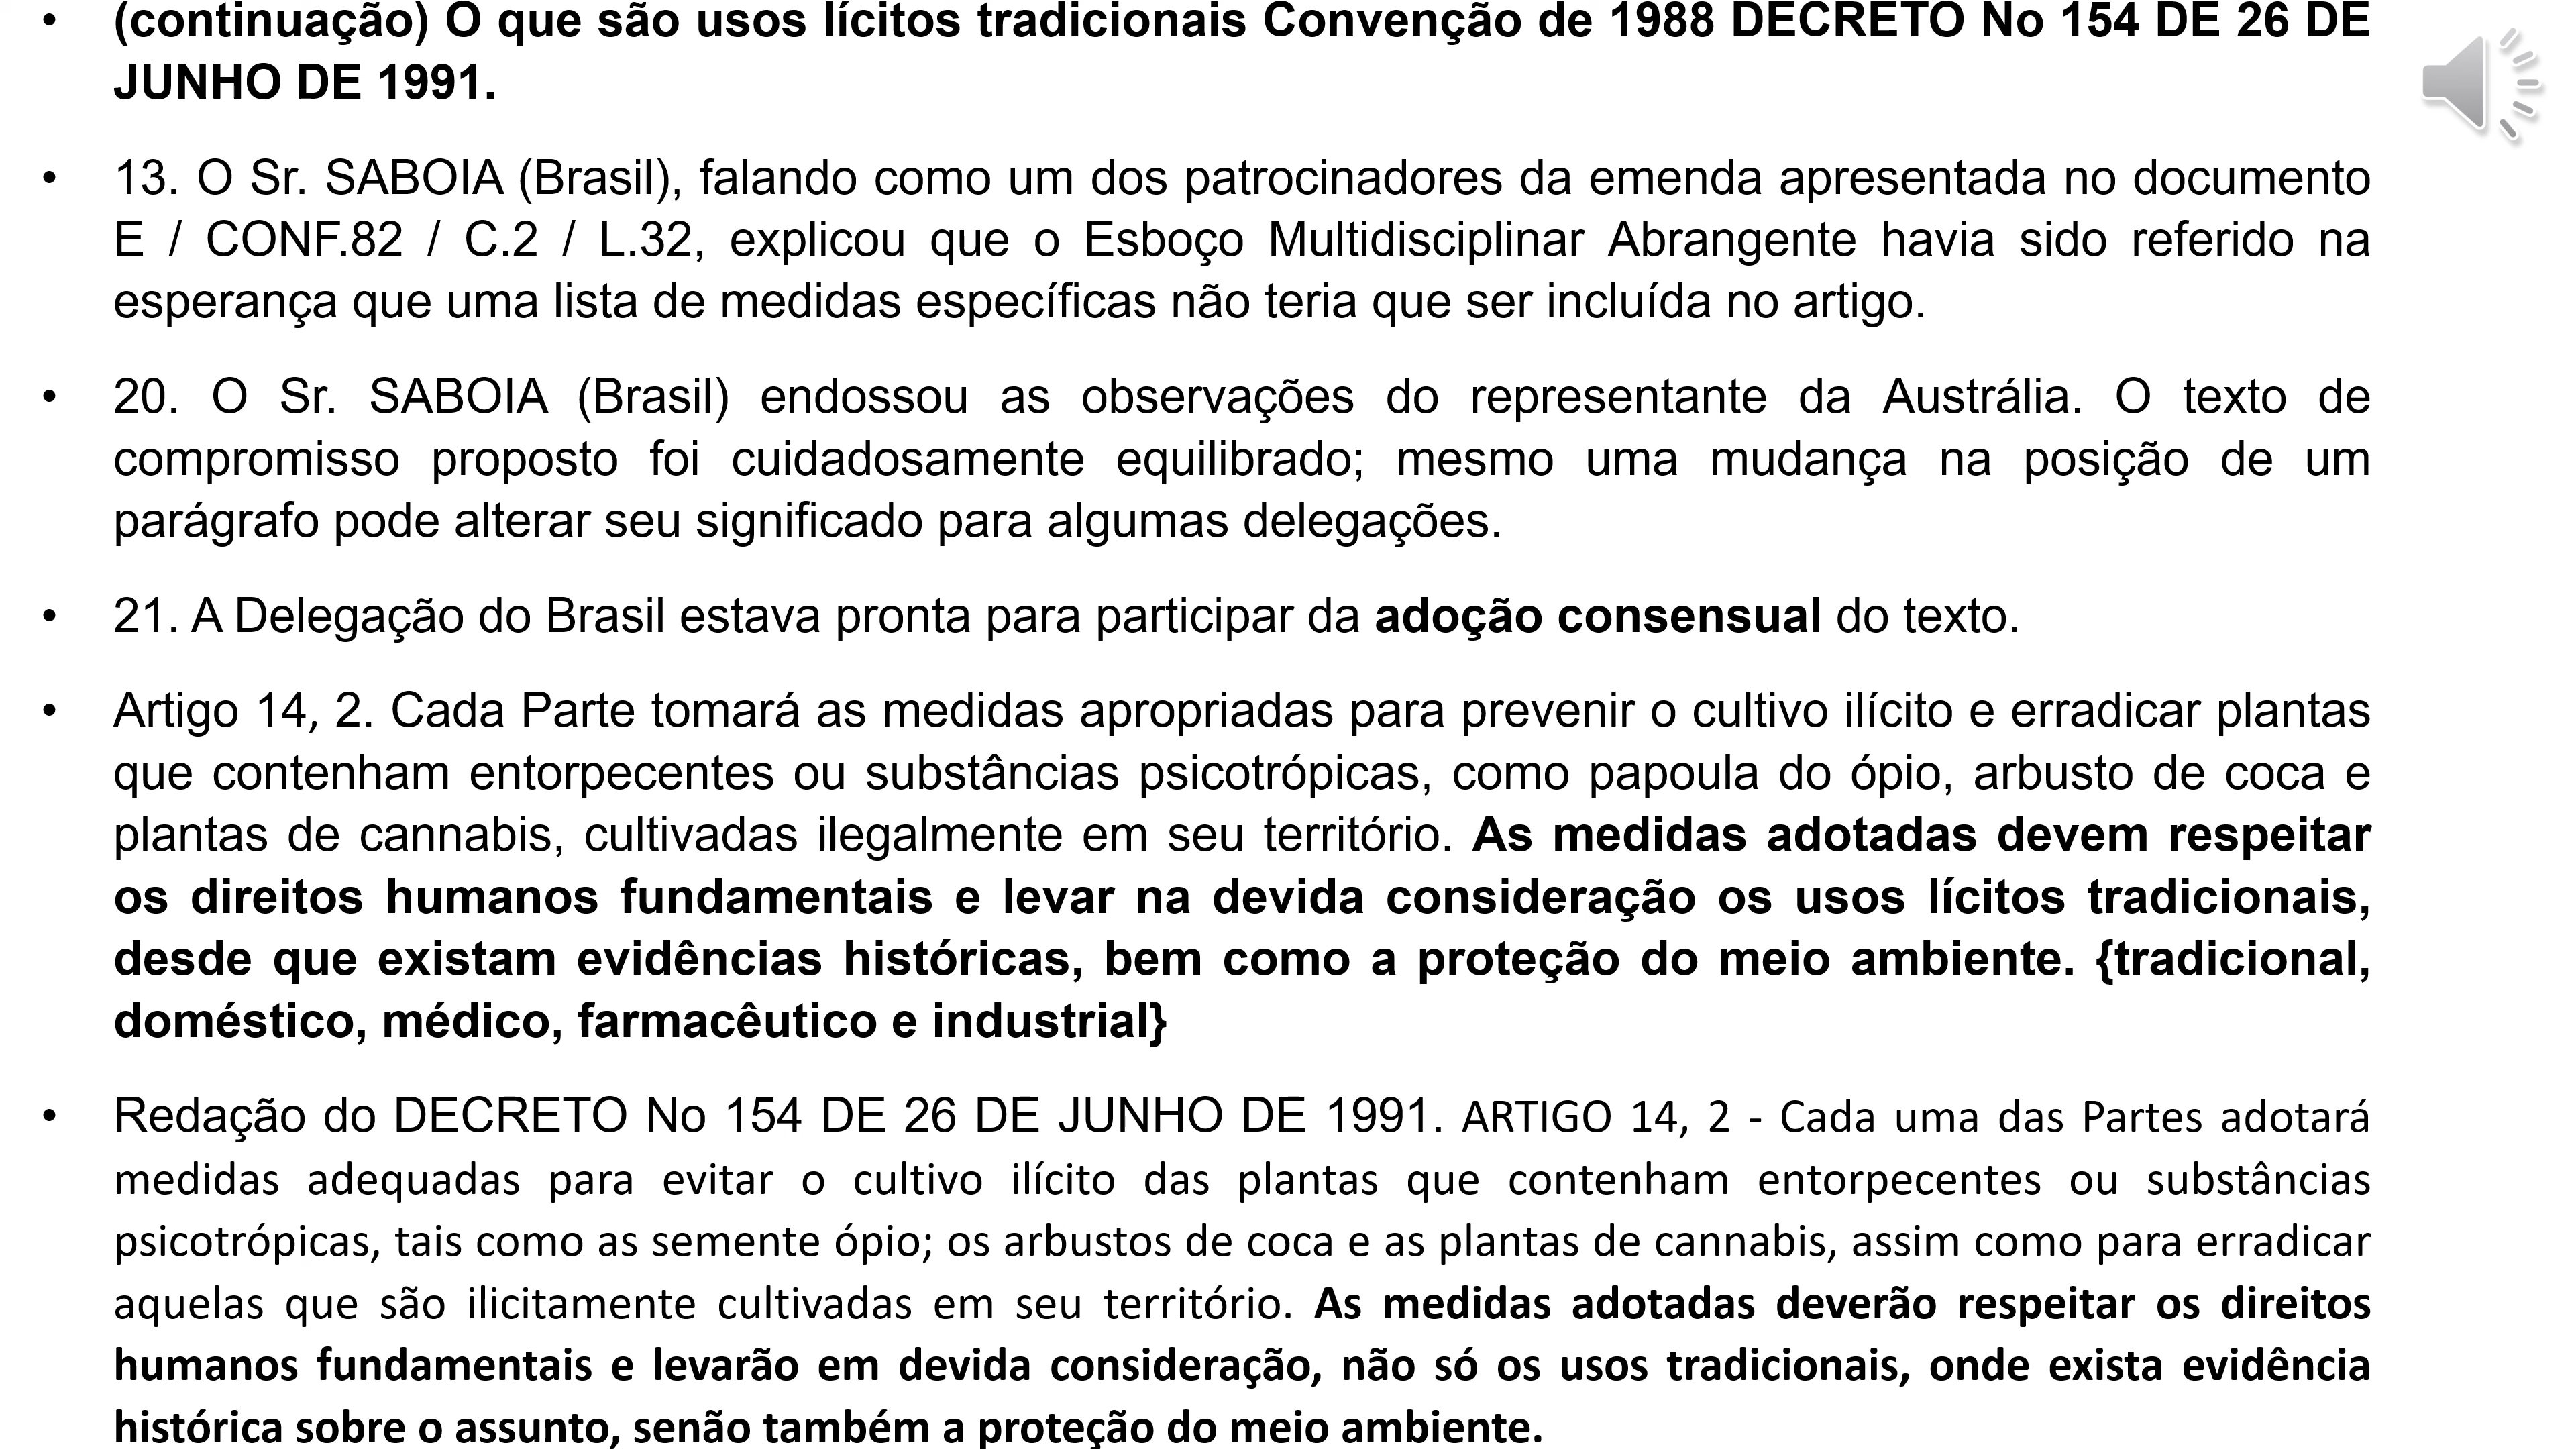 • (continuação) O que são usos lícitos tradicionais Convenção de 1988 DECRETO No 154 DE 26 DE
JUNHO DE 1991.
• 13. O Sr. SABOIA (Brasil), falando como um dos patrocinadores da emenda apresentada no documento
E / CONF.82 / C.2 / L.32, explicou que o Esboço Multidisciplinar Abrangente havia sido referido na
esperança que uma lista de medidas específicas não teria que ser incluída no artigo.
• 20. O Sr. SABOIA (Brasil) endossou as observações do representante da Austrália. O texto de
compromisso proposto foi cuidadosamente equilibrado; mesmo uma mudança na posição de um
parágrafo pode alterar seu significado para algumas delegações.
• 21. A Delegação do Brasil estava pronta para participar da adoção consensual do texto.
• Artigo 14, 2. Cada Parte tomará as medidas apropriadas para prevenir o cultivo ilícito e erradicar plantas
que contenham entorpecentes ou substâncias psicotrópicas, como papoula do ópio, arbusto de coca e
plantas de cannabis, cultivadas ilegalmente em seu território. As medidas adotadas devem respeitar
os direitos humanos fundamentais e levar na devida consideração os usos lícitos tradicionais,
desde que existam evidências históricas, bem como a proteção do meio ambiente. {tradicional,
doméstico, médico, farmacêutico e industrial}
• Redação do DECRETO No 154 DE 26 DE JUNHO DE 1991. ARTIGO 14, 2 - Cada uma das Partes adotará
medidas adequadas para evitar o cultivo ilícito das plantas que contenham entorpecentes ou substâncias
psicotrópicas, tais como as semente ópio; os arbustos de coca e as plantas de cannabis, assim como para erradicar
aquelas que são ilicitamente cultivadas em seu território. As medidas adotadas deverão respeitar os direitos
humanos fundamentais e levarão em devida consideração, não só os usos tradicionais, onde exista evidência
histórica sobre o assunto, senão também a proteção do meio ambiente.